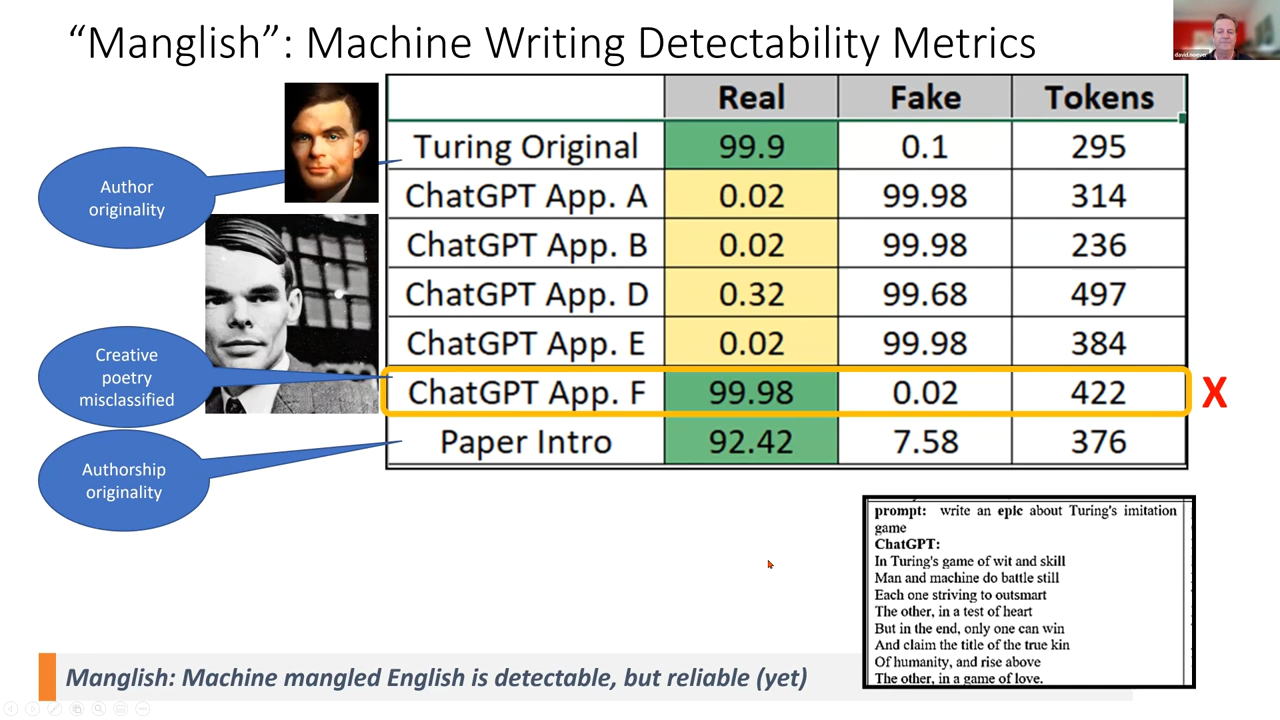 “Manglish”: Machine Writing Detectability Metrics
Real Fake Tokens
Turing Original 99.9 0.1 295
ChatGPT App. A 0.02 99.98 314
ChatGPT App. B 0.02 99.98 236
ChatGPT App. D 0.32 99.68 497
ChatGPT App. E 0.02 99.98 384
ChatGPT App. F 99.98 0.02 422
X
Paper Intro 92.42 7.58 376
Author
originality
Creative
poetry
misclassified
Authorship
originality
prompt: write an epic about Turing's imitation
game
ChatGPT:
In Turing's game of wit and skill
Man and machine do battle still
Each one striving to outsmart
The other, in a test of heart
But in the end, only one can win
And claim the title of the true kin
Of humanity, and rise above
The other, in a game of love.
Manglish: Machine mangled English is detectable, but reliable (yet)